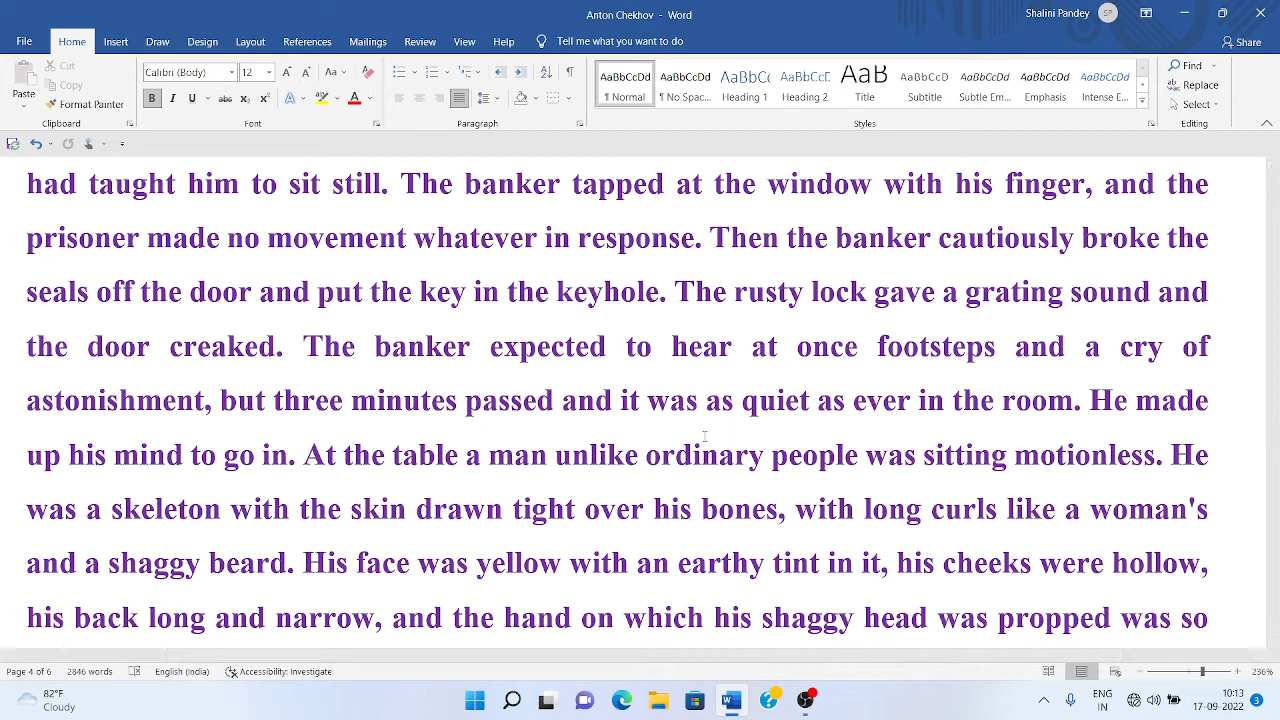 Anton Chekhov - Word
Shalini Pandey SP
File Home Insert Draw Design Layout References Mailings Review View Help Tell me what you want to do Share
Paste Cut Copy Format Painter
Calibri (Body) 12 Aa
AaBbCcDd AaBbCcDd AaBbCc AaBbCcE AaB AaBbCcD AaBbCcDd AaBbCcDd AaBbCcDd
¶ Normal ¶ No Spac... Heading 1 Heading 2 Title Subtitle Subtle Em... Emphasis Intense E...
Find Replace Select
Clipboard Font Paragraph Styles Editing
had taught him to sit still. The banker tapped at the window with his finger, and the
prisoner made no movement whatever in response. Then the banker cautiously broke the
seals off the door and put the key in the keyhole. The rusty lock gave a grating sound and
the door creaked. The banker expected to hear at once footsteps and a cry of
astonishment, but three minutes passed and it was as quiet as ever in the room. He made
up his mind to go in. At the table a man unlike ordinary people was sitting motionless. He
was a skeleton with the skin drawn tight over his bones, with long curls like a woman's
and a shaggy beard. His face was yellow with an earthy tint in it, his cheeks were hollow,
his back long and narrow, and the hand on which his shaggy head was propped was so
Page 4 of 6 2846 words English (India) Accessibility: Investigate 236%
82°F
Cloudy
ENG
IN
10:13
17-09-2022
3